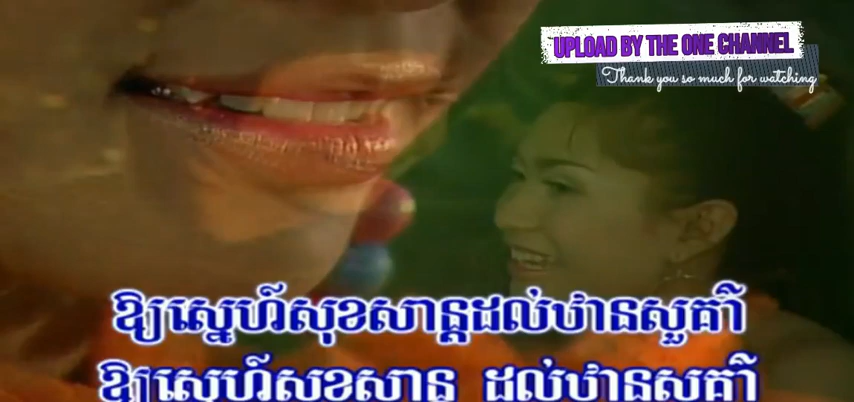 UPLOAD BY THE ONE CHANNEL
Thank you so much for watching
ឱ្យស្នេហ៍សុខសាន្តដល់ឋានសួគ៌ា
ឱ្យស្នេហ៍សុខសាន្ត ដល់ឋានសួគ៌ា